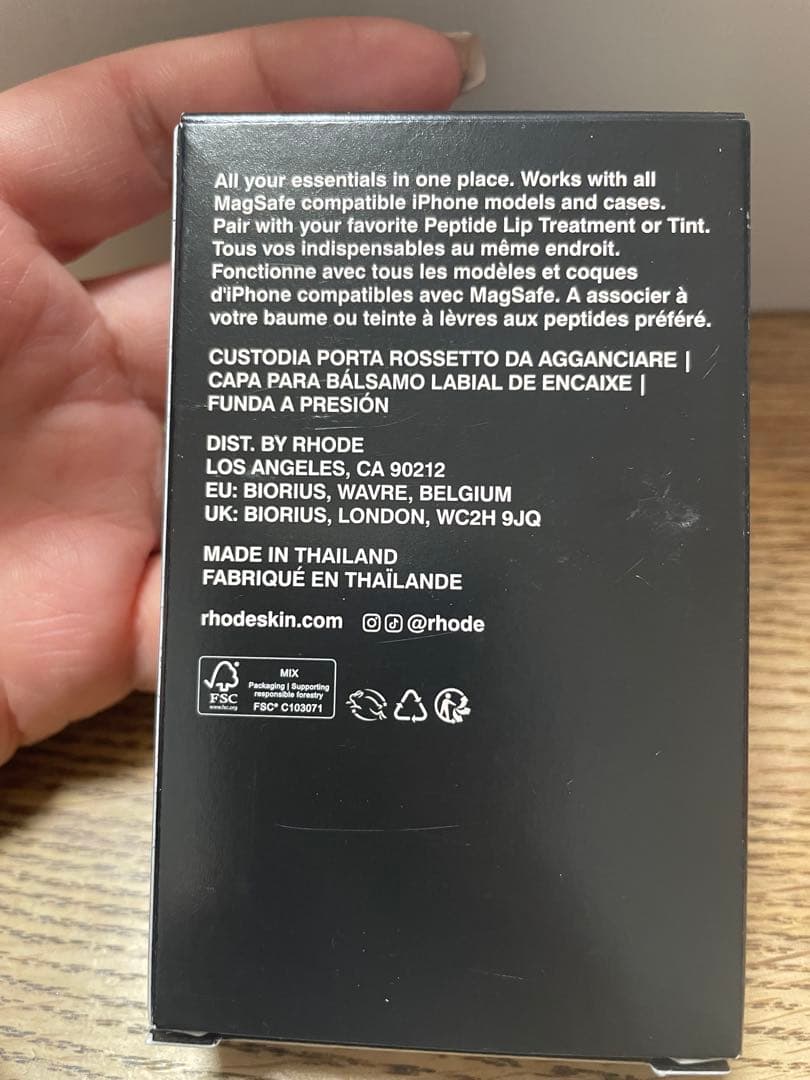 All your essentials in one place. Works with all
MagSafe compatible iPhone models and cases.
Pair with your favorite Peptide Lip Treatment or Tint.
Tous vos indispensables au même endroit.
Fonctionne avec tous les modèles et coques
d'iPhone compatibles avec MagSafe. A associer à
votre baume ou teinte à lèvres aux peptides préféré.
CUSTODIA PORTA ROSSETTO DA AGGANCIARE |
CAPA PARA BÁLSAMO LABIAL DE ENCAIXE |
FUNDA A PRESIÓN
DIST. BY RHODE
LOS ANGELES, CA 90212
EU: BIORIUS, WAVRE, BELGIUM
UK: BIORIUS, LONDON, WC2H 9JQ
MADE IN THAILAND
FABRIQUÉ EN THAÏLANDE
rhodeskin.com @rhode
FSC
www.fsc.org
MIX
Packaging | Supporting
responsible forestry
FSC® C103071